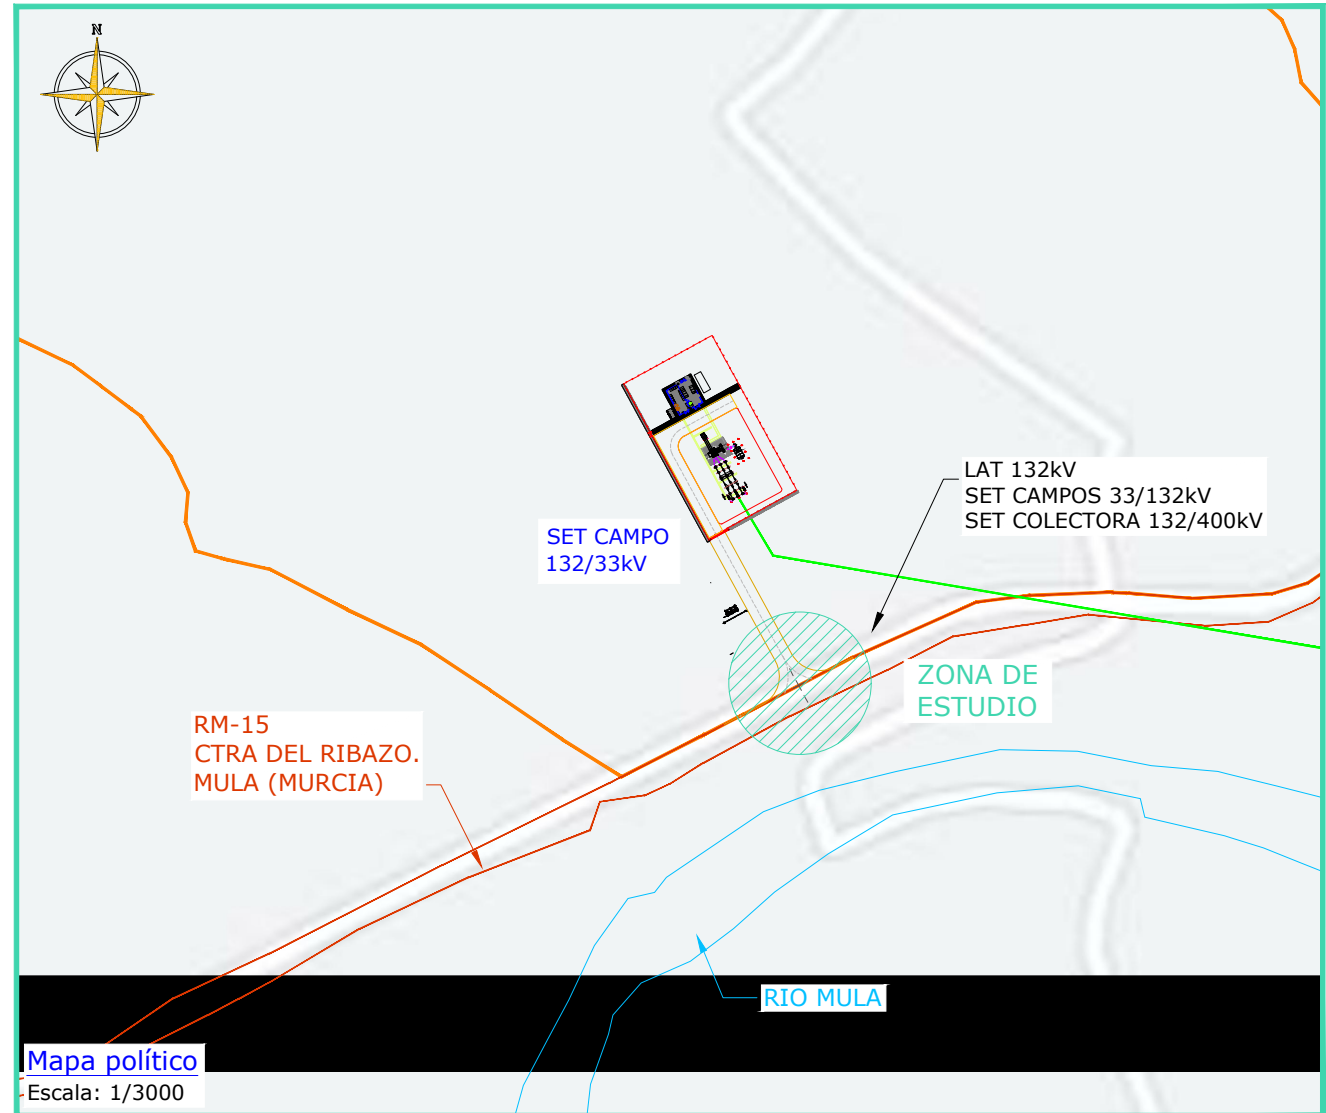 N
LAT 132kV
SET CAMPOS 33/132kV
SET COLECTORA 132/400kV
SET CAMPO
132/33kV
ZONA DE
ESTUDIO
RM-15
CTRA DEL RIBAZO.
MULA (MURCIA)
RIO MULA
Mapa político
Escala: 1/3000